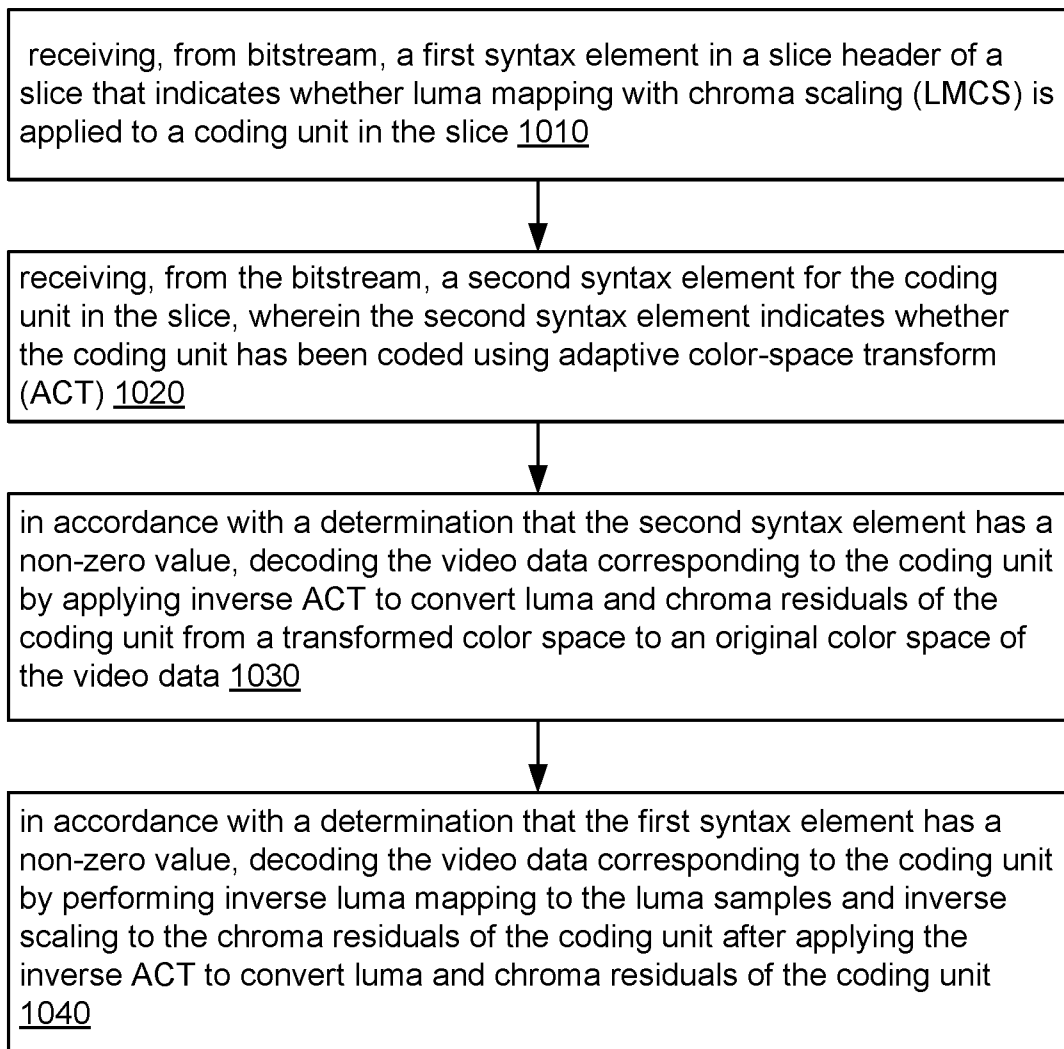 receiving, from bitstream, a first syntax element in a slice header of a
slice that indicates whether luma mapping with chroma scaling (LMCS) is
applied to a coding unit in the slice 1010
receiving, from the bitstream, a second syntax element for the coding
unit in the slice, wherein the second syntax element indicates whether
the coding unit has been coded using adaptive color-space transform
(ACT) 1020
in accordance with a determination that the second syntax element has a
non-zero value, decoding the video data corresponding to the coding unit
by applying inverse ACT to convert luma and chroma residuals of the
coding unit from a transformed color space to an original color space of
the video data 1030
in accordance with a determination that the first syntax element has a
non-zero value, decoding the video data corresponding to the coding unit
by performing inverse luma mapping to the luma samples and inverse
scaling to the chroma residuals of the coding unit after applying the
inverse ACT to convert luma and chroma residuals of the coding unit
1040